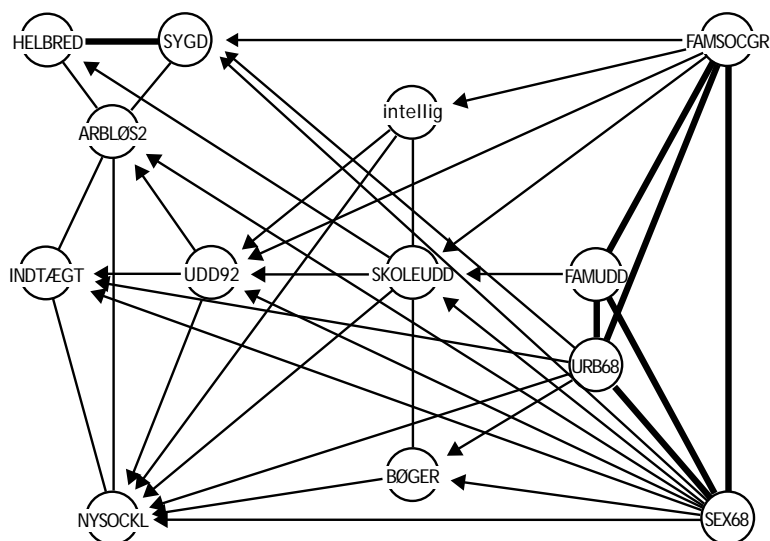 HELBRED SYGD FAMSOCGR
intellig
ARBLØS2
INDTÆGT UDD92 SKOLEUDD FAMUDD
URB68
BØGER
NYSOCKL SEX68